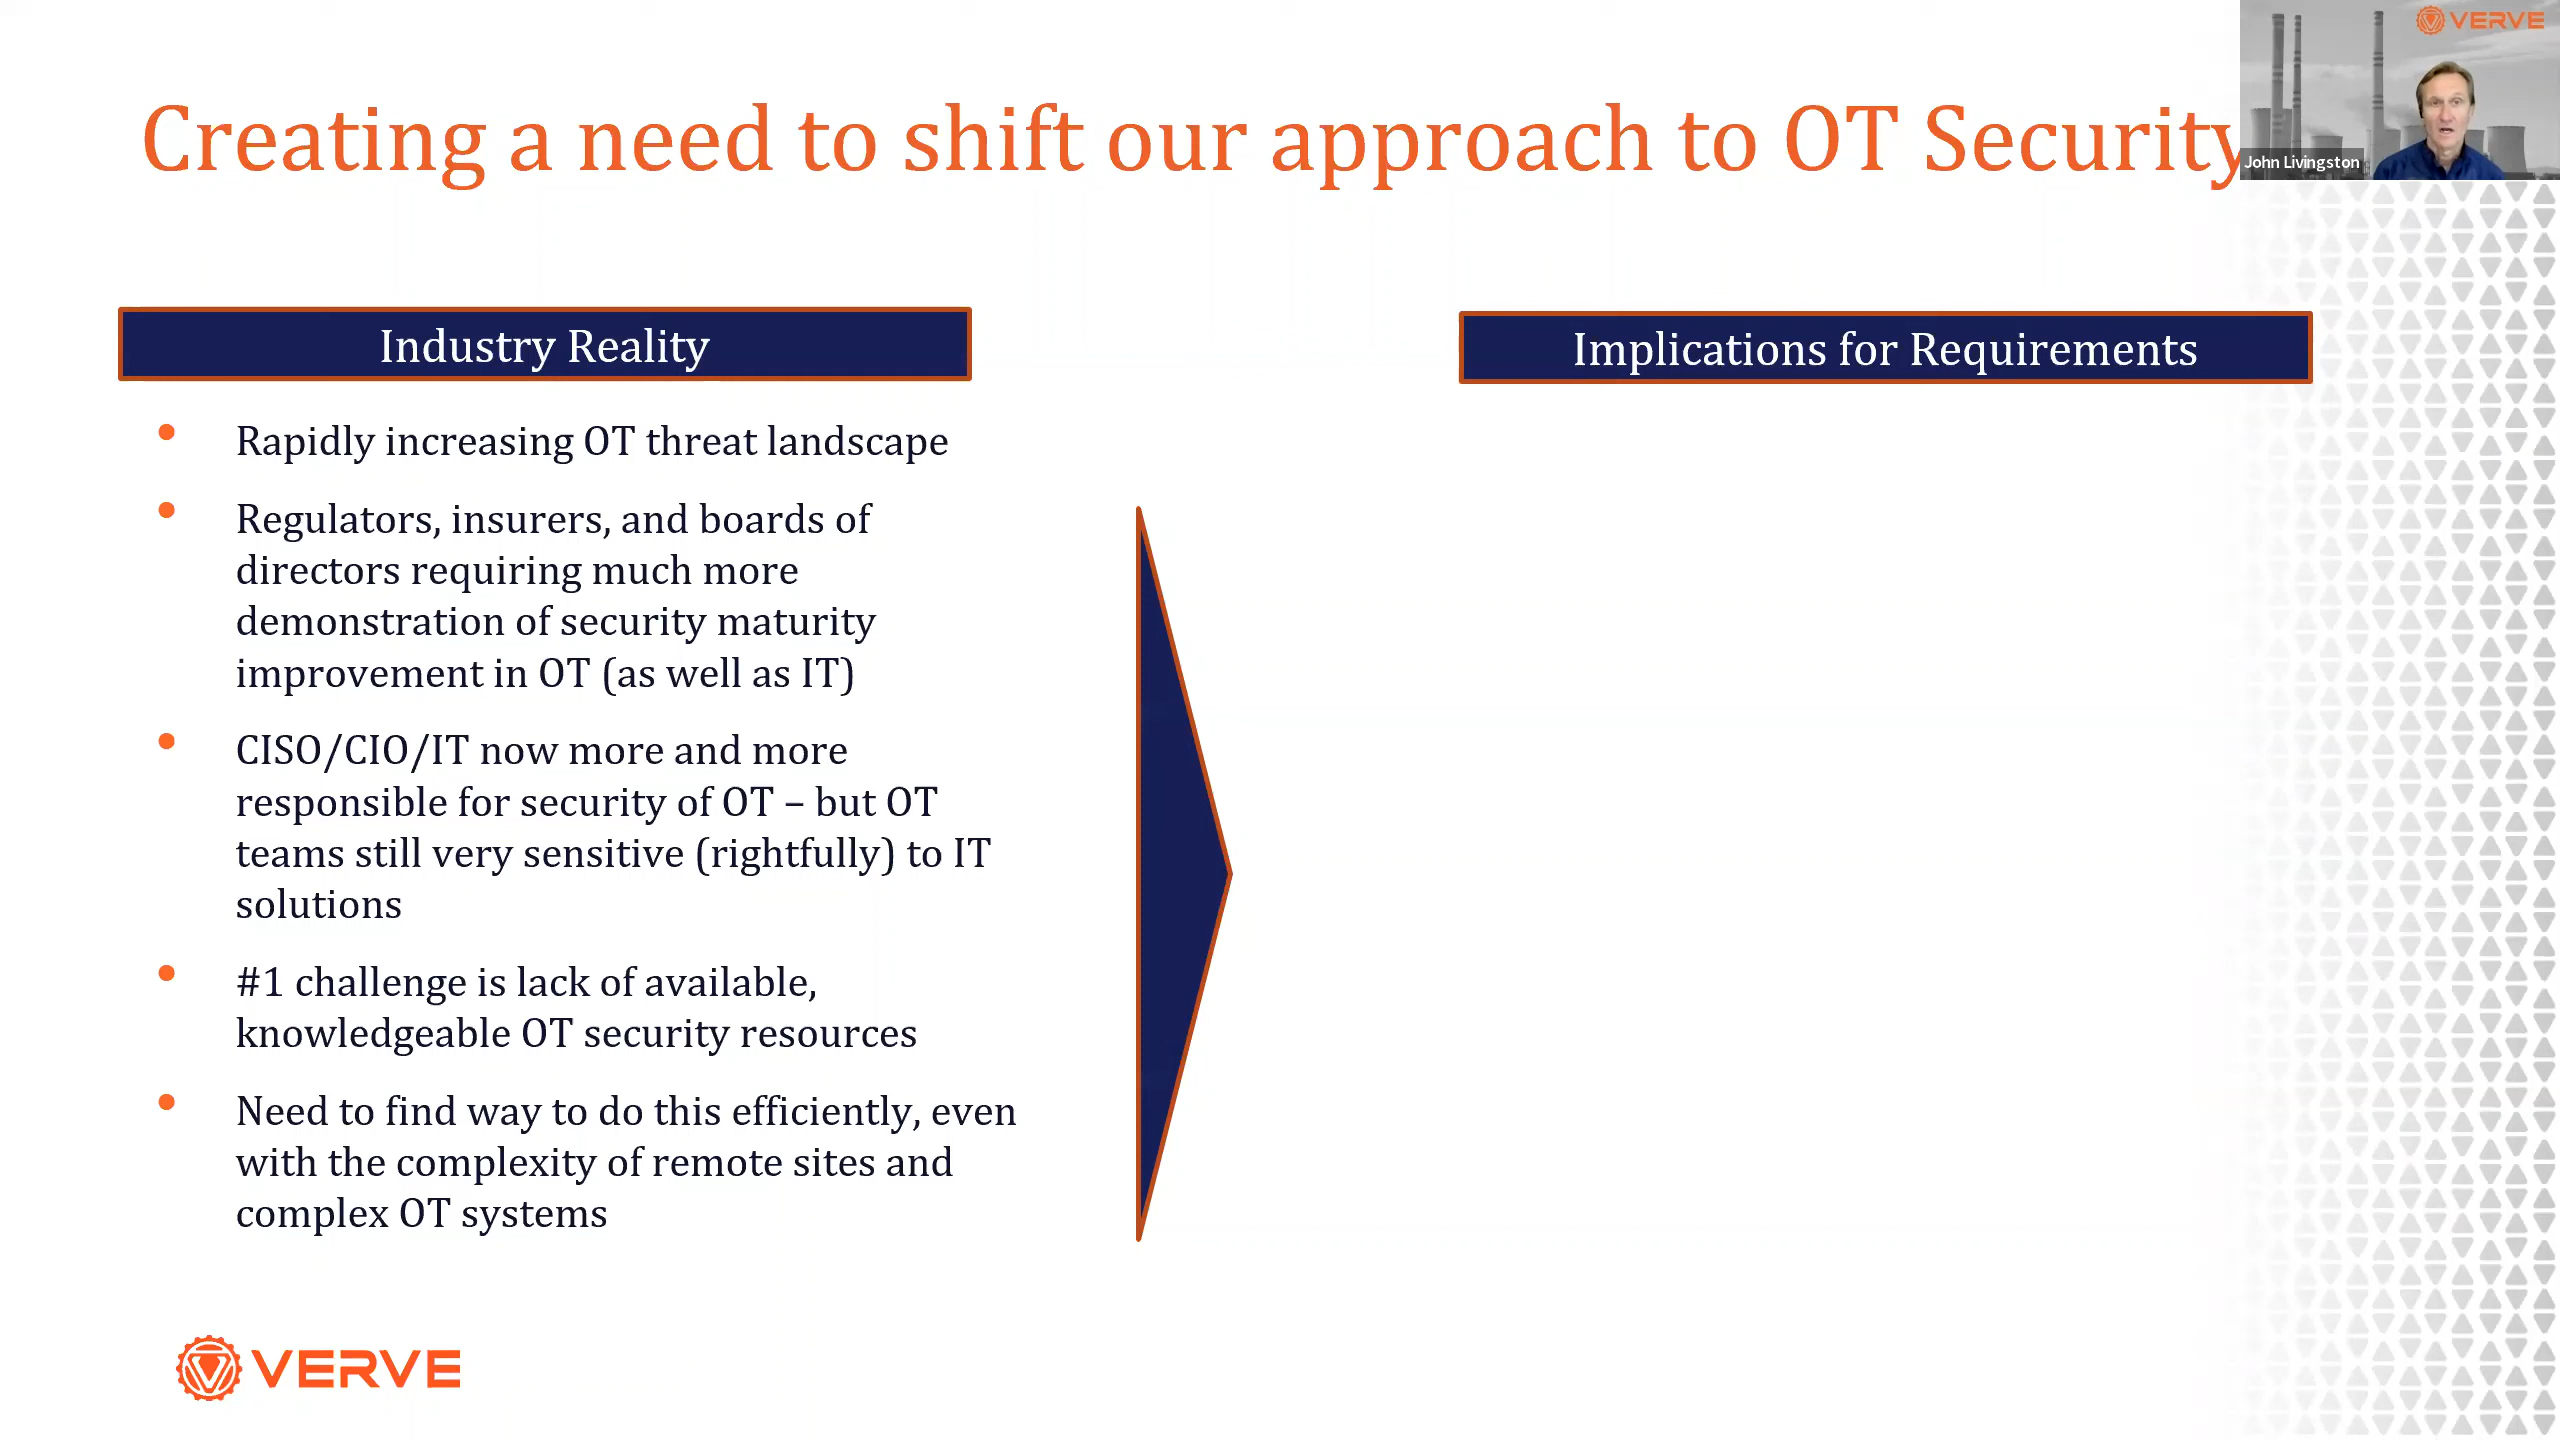 VERVE
Creating a need to shift our approach to OT Security
John Livingston
Industry Reality
Implications for Requirements
• Rapidly increasing OT threat landscape
• Regulators, insurers, and boards of
directors requiring much more
demonstration of security maturity
improvement in OT (as well as IT)
• CISO/CIO/IT now more and more
responsible for security of OT – but OT
teams still very sensitive (rightfully) to IT
solutions
• #1 challenge is lack of available,
knowledgeable OT security resources
• Need to find way to do this efficiently, even
with the complexity of remote sites and
complex OT systems
VERVE